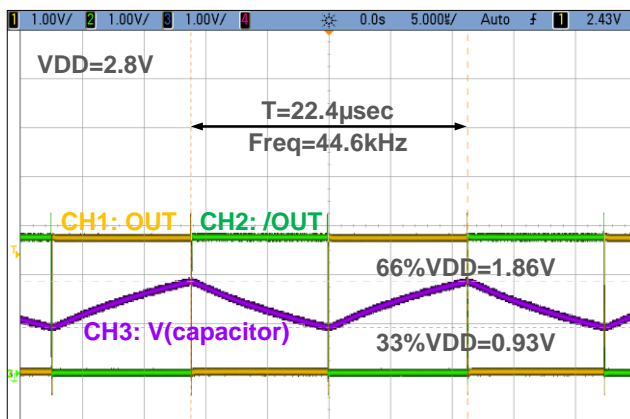 1 1.00V/ 2 1.00V/ 3 1.00V/ 4 0.0s 5.000µ/ Auto 1 2.43V
VDD=2.8V
T=22.4µsec
Freq=44.6kHz
CH1: OUT CH2: /OUT
66%VDD=1.86V
CH3: V(capacitor)
33%VDD=0.93V